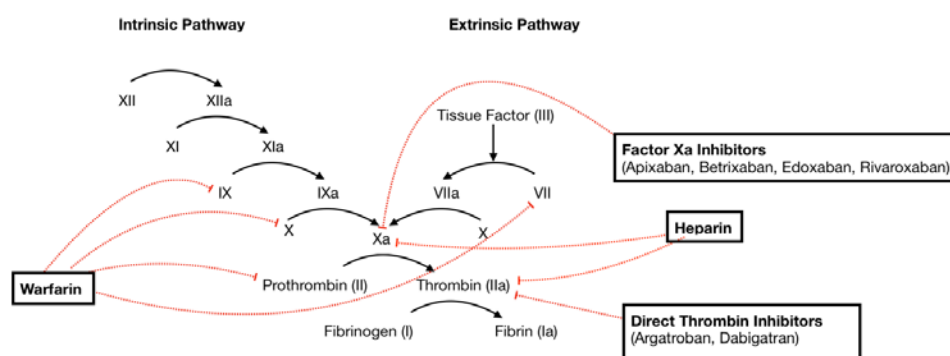 Intrinsic Pathway
Extrinsic Pathway
XII
XIIa
Tissue Factor (III)
XI
XIa
Factor Xa Inhibitors
(Apixaban, Betrixaban, Edoxaban, Rivaroxaban)
IX
IXa
VIIa
VII
X
Xa
X
Heparin
Warfarin
Prothrombin (II)
Thrombin (IIa)
Fibrinogen (I)
Fibrin (Ia)
Direct Thrombin Inhibitors
(Argatroban, Dabigatran)